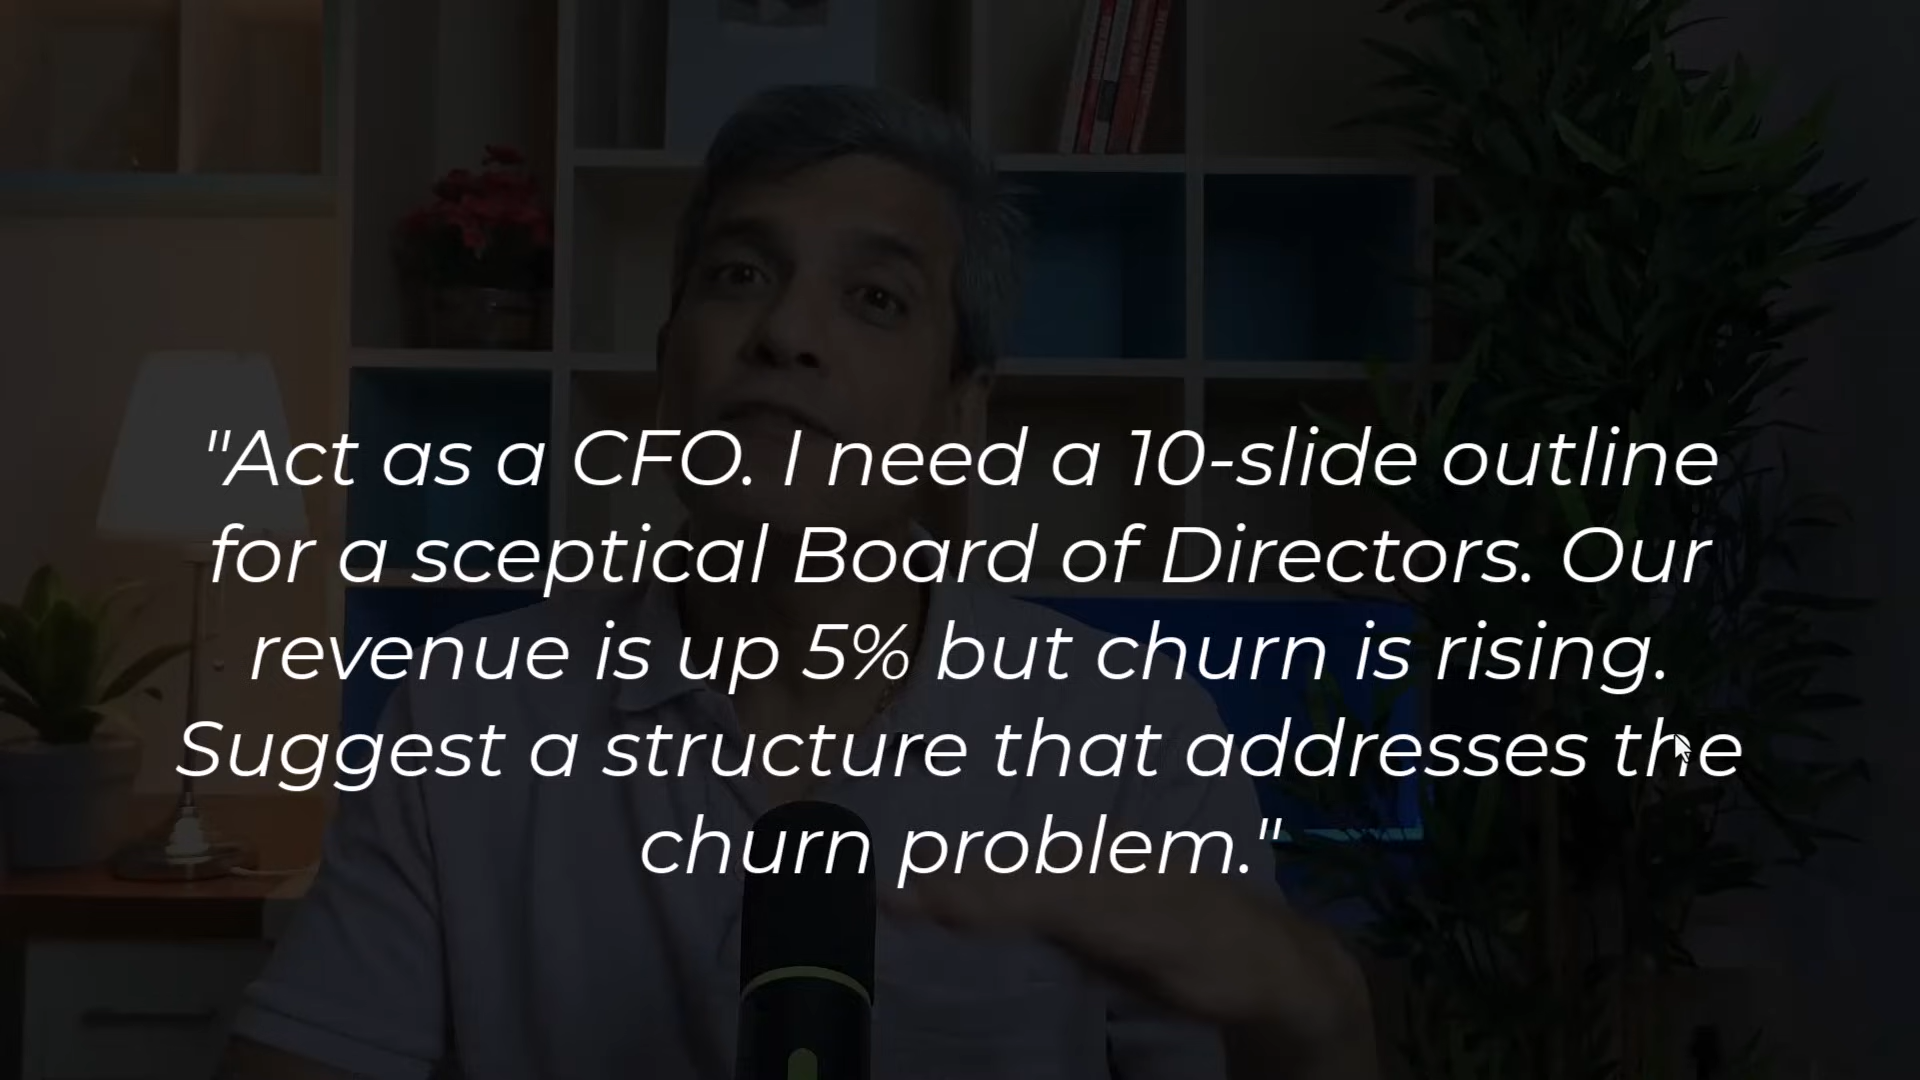 "Act as a CFO. I need a 10-slide outline
for a sceptical Board of Directors. Our
revenue is up 5% but churn is rising.
Suggest a structure that addresses the
churn problem."